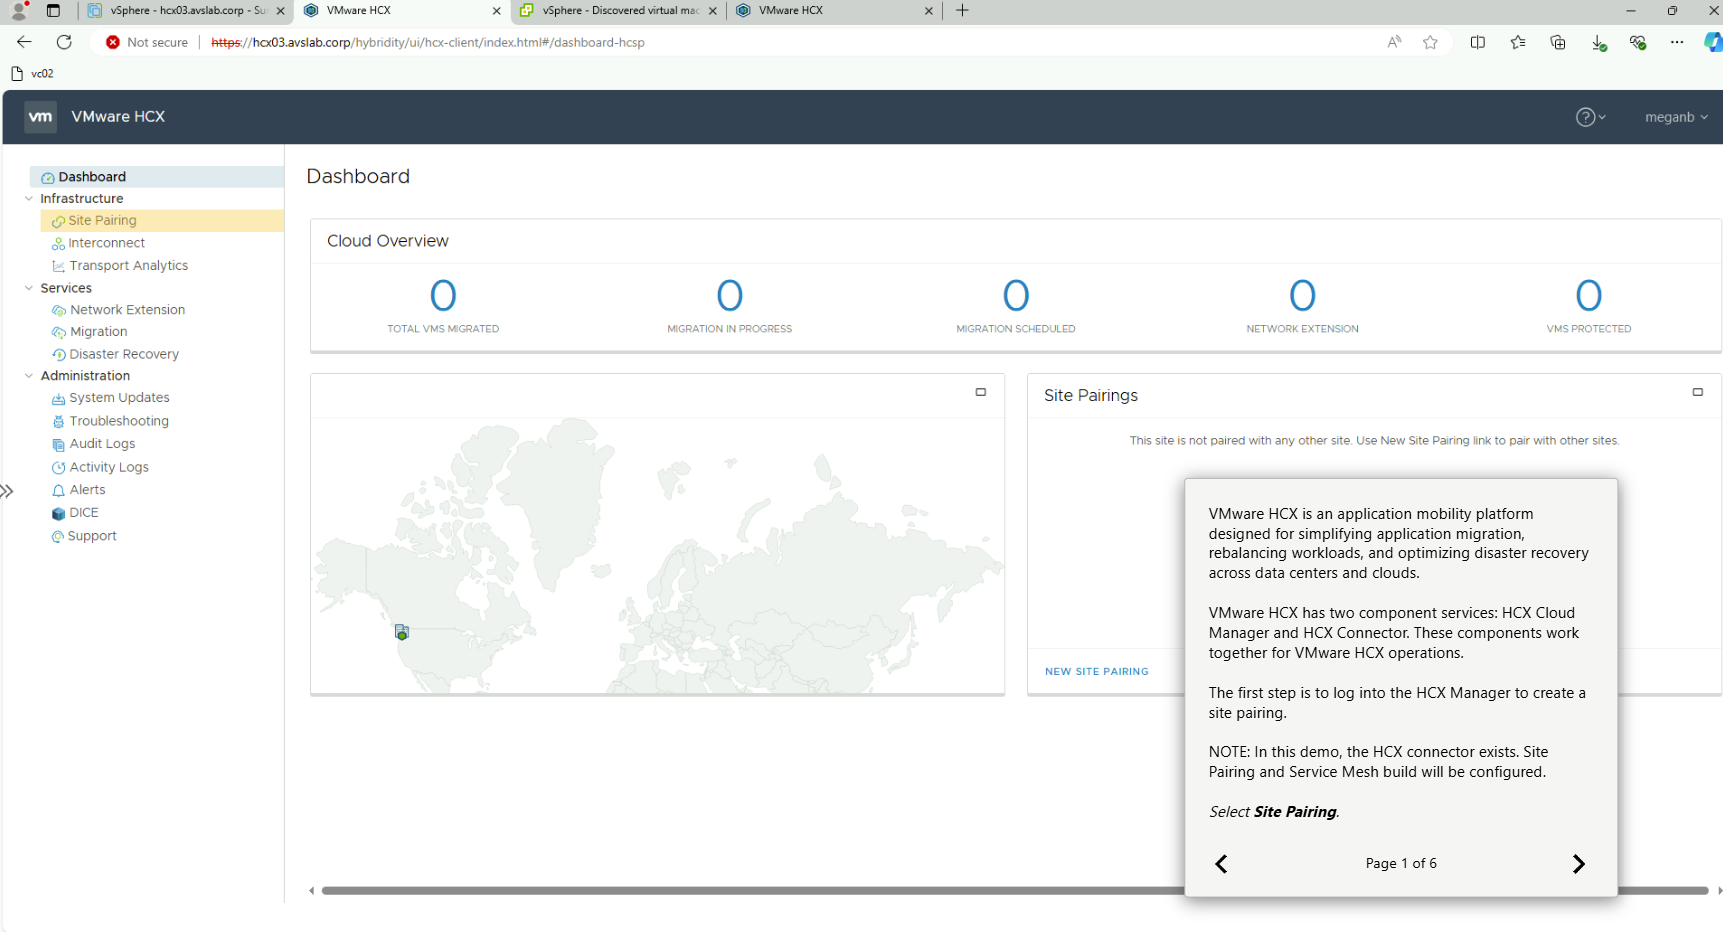 vSphere - hcx03.avslab.corp - Su
VMware HCX
vSphere - Discovered virtual mac
VMware HCX
Not secure
https://hcx03.avslab.corp/hybridity/ui/hcx-client/index.html#/dashboard-hcsp
vc02
vm
VMware HCX
meganb
Dashboard
Infrastructure
Site Pairing
Interconnect
Transport Analytics
Services
Network Extension
Migration
Disaster Recovery
Administration
System Updates
Troubleshooting
Audit Logs
Activity Logs
Alerts
DICE
Support
Dashboard
Cloud Overview
0
TOTAL VMS MIGRATED
0
MIGRATION IN PROGRESS
0
MIGRATION SCHEDULED
0
NETWORK EXTENSION
0
VMS PROTECTED
Site Pairings
This site is not paired with any other site. Use New Site Pairing link to pair with other sites.
NEW SITE PAIRING
VMware HCX is an application mobility platform
designed for simplifying application migration,
rebalancing workloads, and optimizing disaster recovery
across data centers and clouds.
VMware HCX has two component services: HCX Cloud
Manager and HCX Connector. These components work
together for VMware HCX operations.
The first step is to log into the HCX Manager to create a
site pairing.
NOTE: In this demo, the HCX connector exists. Site
Pairing and Service Mesh build will be configured.
Select Site Pairing.
Page 1 of 6